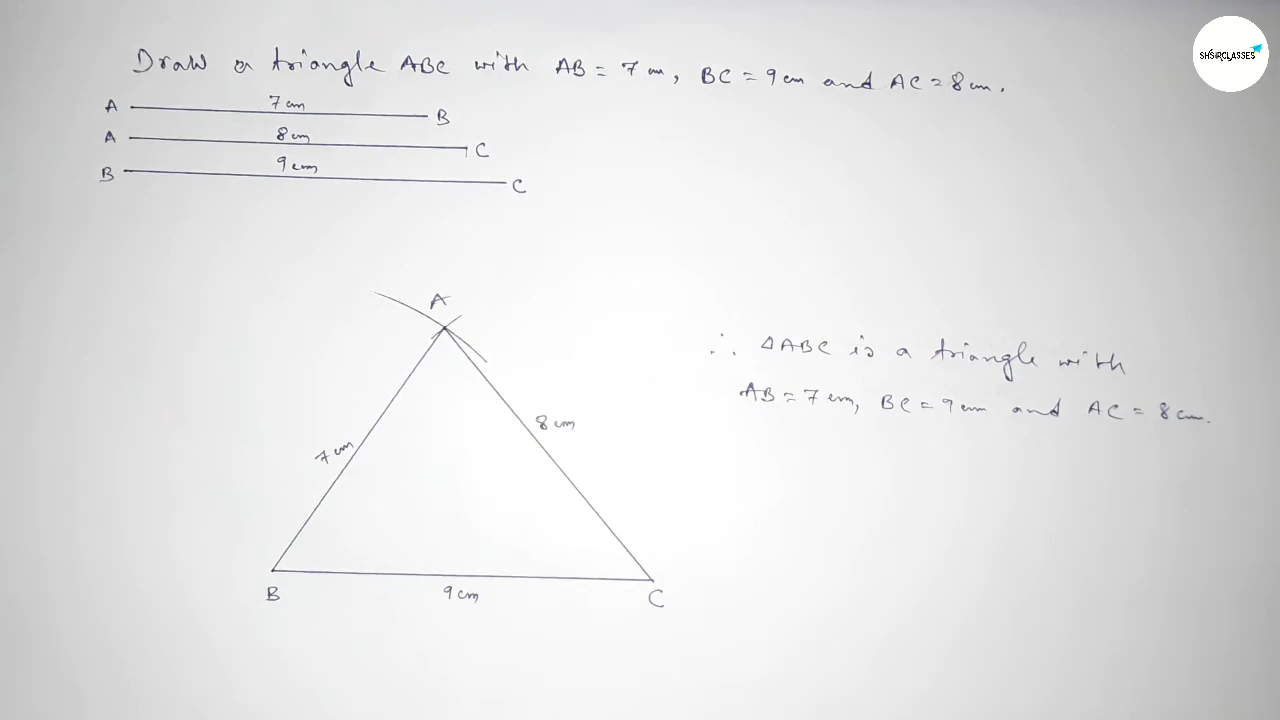 Draw a triangle ABC with AB = 7 cm, BC = 9 cm and AC = 8 cm.
SHSIRCLASSES
A 7 cm B
A 8 cm C
B 9 cm C
A
∴ △ABC is a triangle with
AB = 7 cm, BC = 9 cm and AC = 8 cm.
7 cm
8 cm
B
9 cm
C